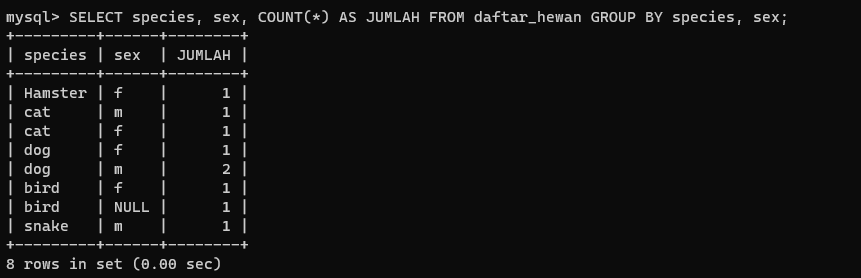 mysql> SELECT species, sex, COUNT(*) AS JUMLAH FROM daftar_hewan GROUP BY species, sex;
+---------+------+--------+
| species | sex  | JUMLAH |
+---------+------+--------+
| Hamster | f    |      1 |
| cat     | m    |      1 |
| cat     | f    |      1 |
| dog     | f    |      1 |
| dog     | m    |      2 |
| bird    | f    |      1 |
| bird    | NULL |      1 |
| snake   | m    |      1 |
+---------+------+--------+
8 rows in set (0.00 sec)